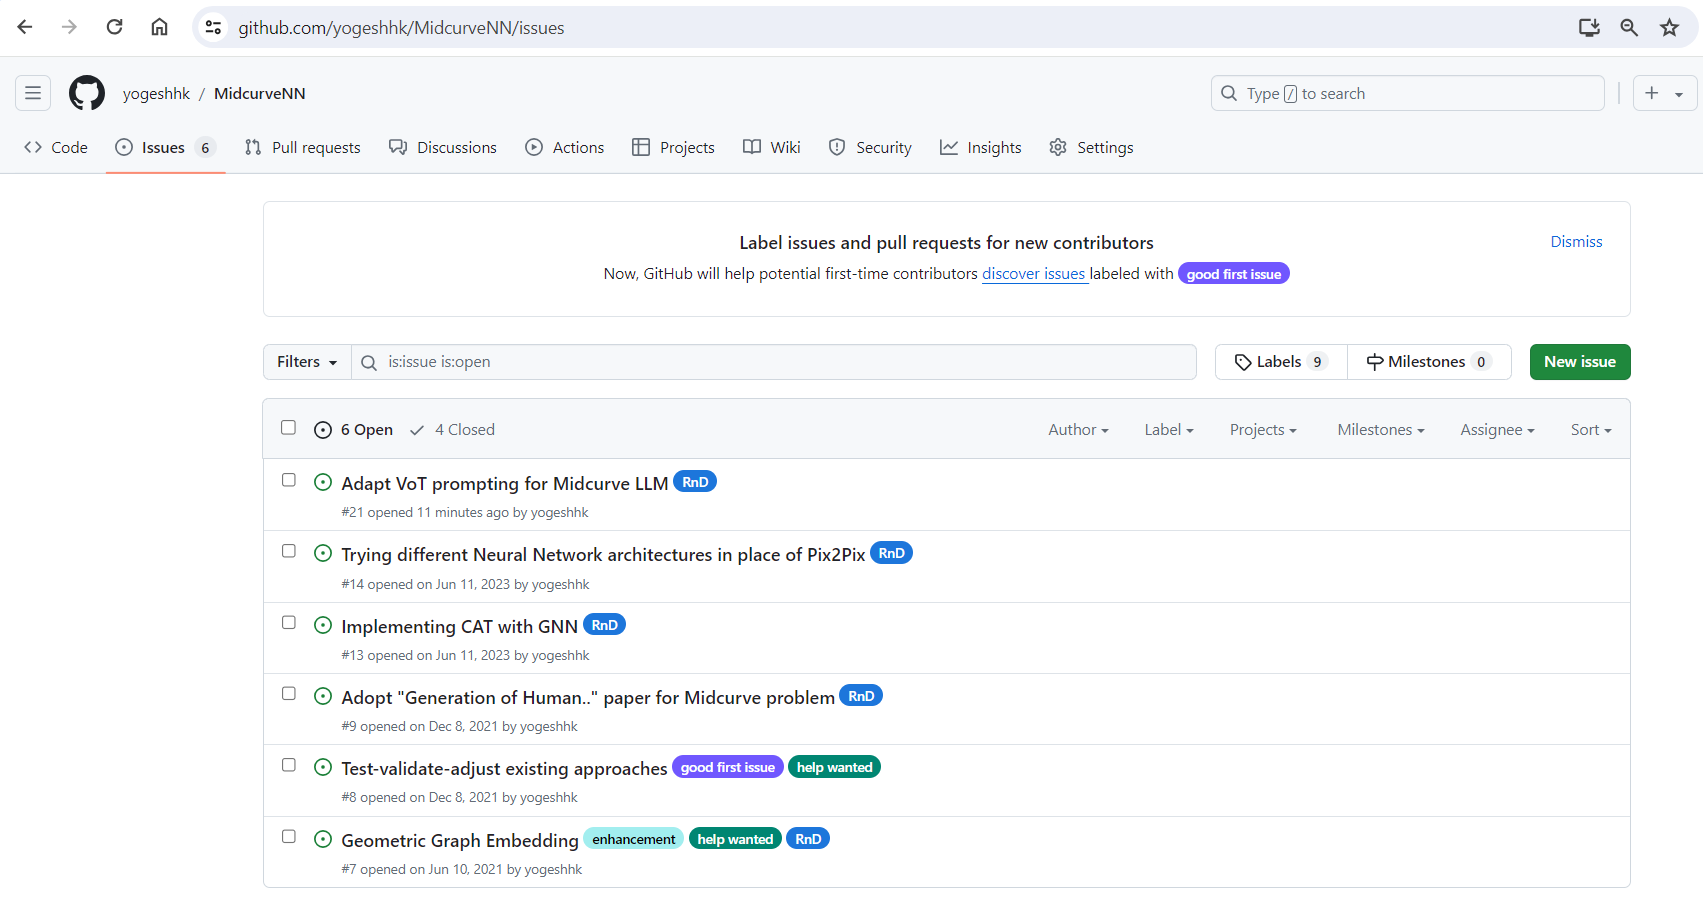 github.com/yogeshhk/MidcurveNN/issues
yogeshhk / MidcurveNN
Type / to search
Code Issues 6 Pull requests Discussions Actions Projects Wiki Security Insights Settings
Label issues and pull requests for new contributors
Dismiss
Now, GitHub will help potential first-time contributors discover issues labeled with good first issue
Filters is:issue is:open Labels 9 Milestones 0 New issue
6 Open 4 Closed Author Label Projects Milestones Assignee Sort
Adapt VoT prompting for Midcurve LLM RnD
#21 opened 11 minutes ago by yogeshhk
Trying different Neural Network architectures in place of Pix2Pix RnD
#14 opened on Jun 11, 2023 by yogeshhk
Implementing CAT with GNN RnD
#13 opened on Jun 11, 2023 by yogeshhk
Adopt "Generation of Human.." paper for Midcurve problem RnD
#9 opened on Dec 8, 2021 by yogeshhk
Test-validate-adjust existing approaches good first issue help wanted
#8 opened on Dec 8, 2021 by yogeshhk
Geometric Graph Embedding enhancement help wanted RnD
#7 opened on Jun 10, 2021 by yogeshhk